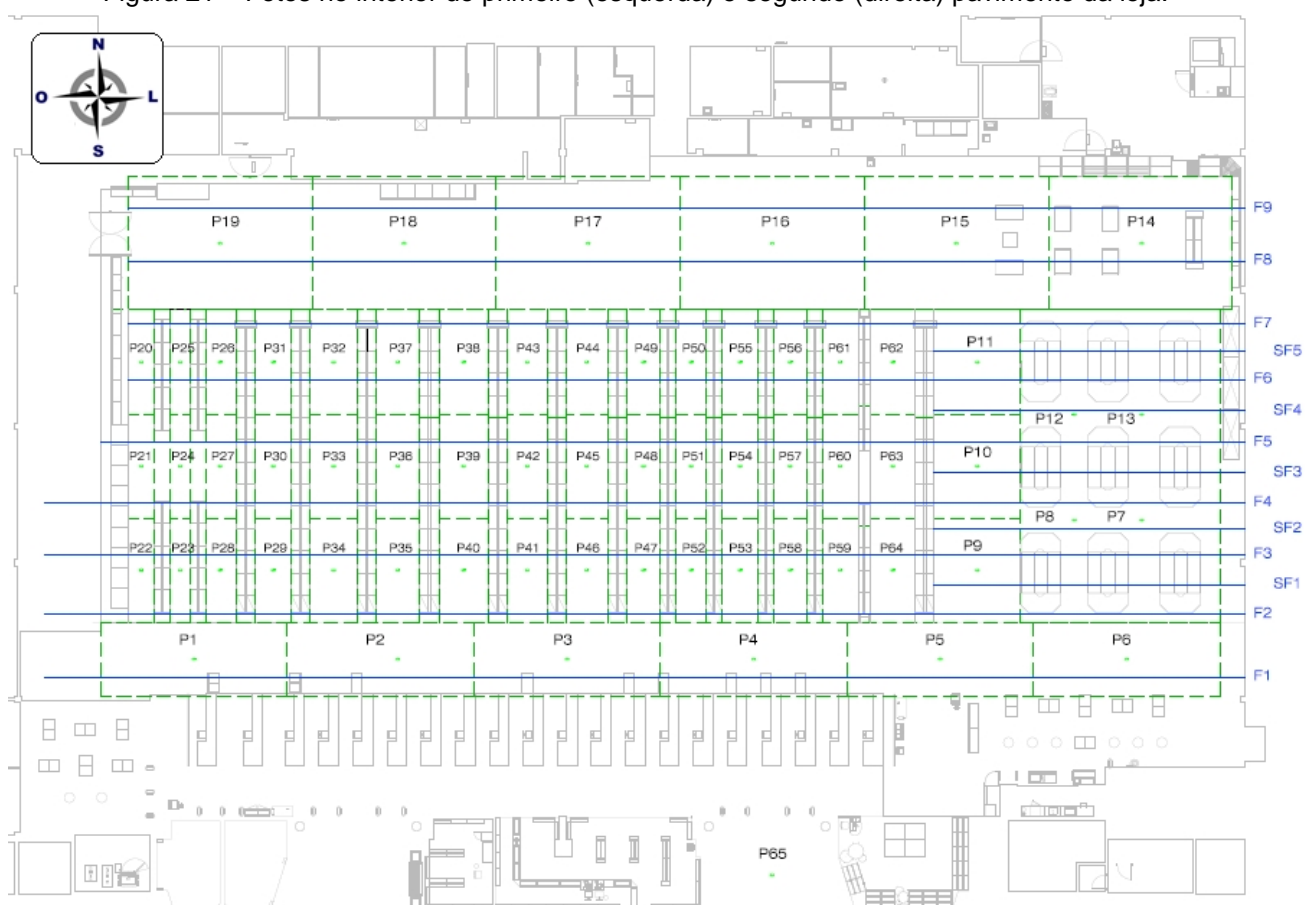 Figura 21 – Fotos no interior do primeiro (esquerda) e segundo (direita) pavimento da loja.
N
O L
S
F9
P19 P18 P17 P16 P15 P14
F8
F7
P20 P25 P26 P31 P32 P37 P38 P43 P44 P49 P50 P55 P56 P61 P62 P11
SF5
F6
SF4
P12 P13
F5
P21 P24 P27 P30 P33 P36 P39 P42 P45 P48 P51 P54 P57 P60 P63 P10
SF3
F4
P8 P7
SF2
P22 P23 P28 P29 P34 P35 P40 P41 P46 P47 P52 P53 P58 P59 P64 P9
F3
SF1
F2
P1 P2 P3 P4 P5 P6
F1
P65